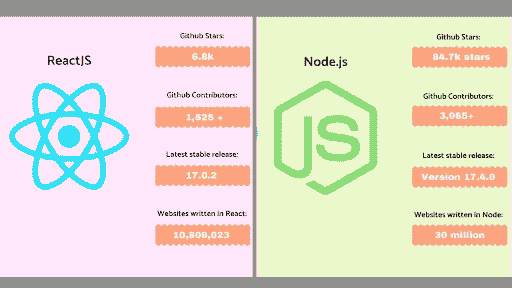 ReactJS
Github Stars:
6.8k
Github Contributors:
1,525 +
Latest stable release:
17.0.2
Websites written in React:
10,808,023
Node.js
JS
Github Stars:
84.7k stars
Github Contributors:
3,065+
Latest stable release:
Version 17.4.0
Websites written in Node:
30 million